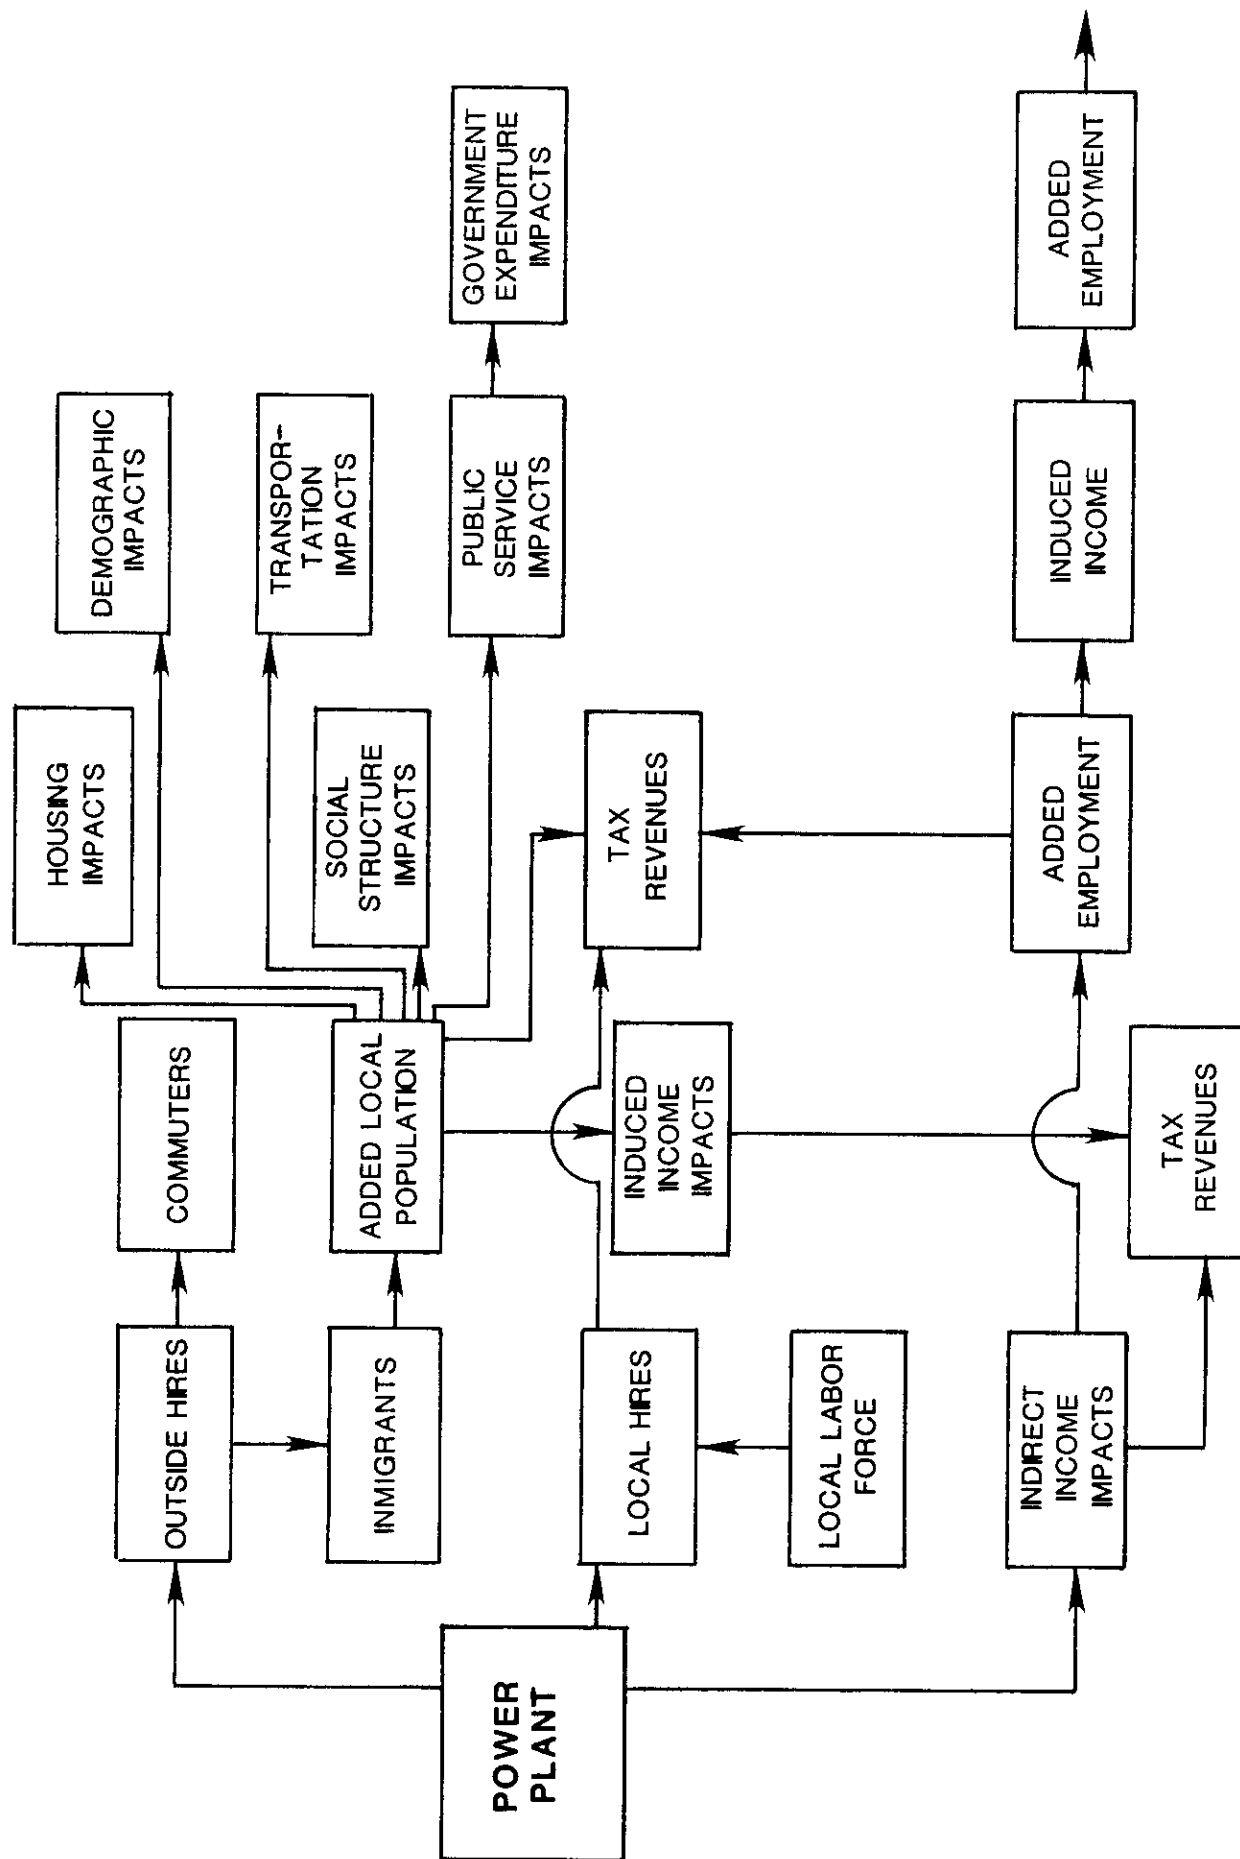 POWER
PLANT
OUTSIDE HIRES
COMMUTERS
HOUSING
IMPACTS
DEMOGRAPHIC
IMPACTS
INMIGRANTS
ADDED LOCAL
POPULATION
SOCIAL
STRUCTURE
IMPACTS
TRANSPOR-
TATION
IMPACTS
PUBLIC
SERVICE
IMPACTS
GOVERNMENT
EXPENDITURE
IMPACTS
LOCAL HIRES
INDUCED
INCOME
IMPACTS
TAX
REVENUES
LOCAL LABOR
FORCE
INDIRECT
INCOME
IMPACTS
ADDED
EMPLOYMENT
INDUCED
INCOME
ADDED
EMPLOYMENT
TAX
REVENUES